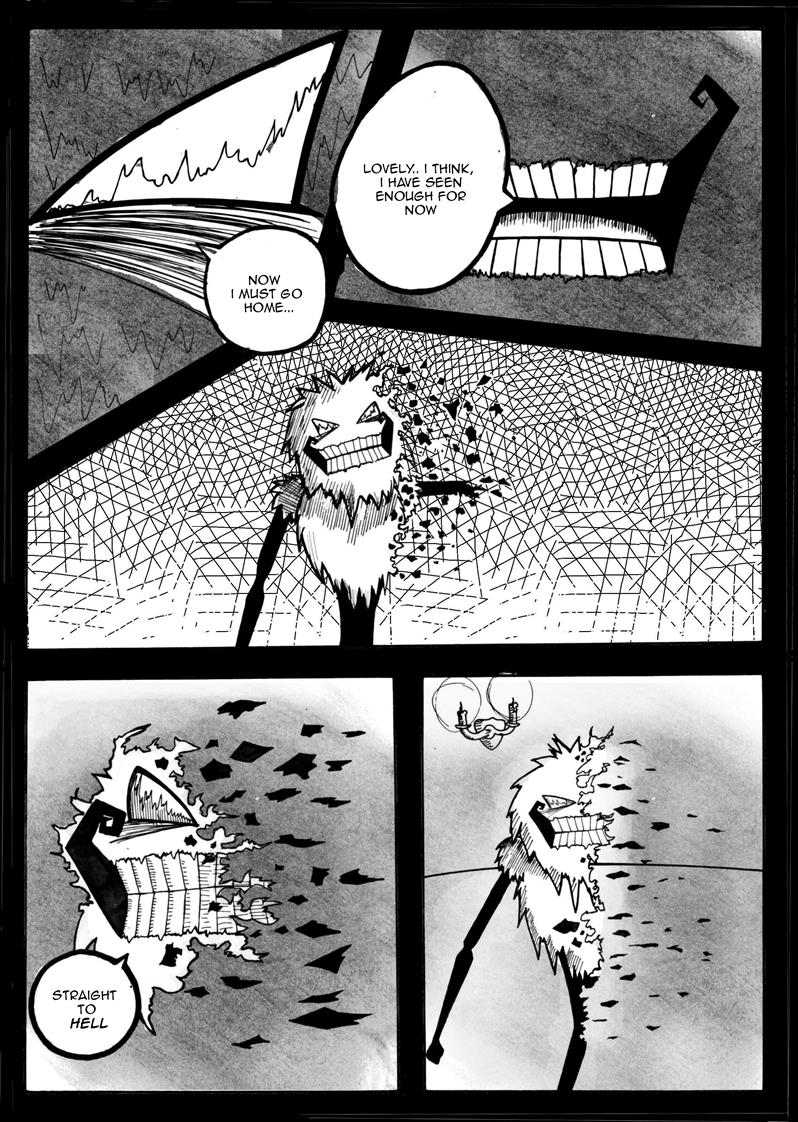 LOVELY.. I THINK,
I HAVE SEEN
ENOUGH FOR
NOW
NOW
I MUST GO
HOME...
STRAIGHT
TO
HELL